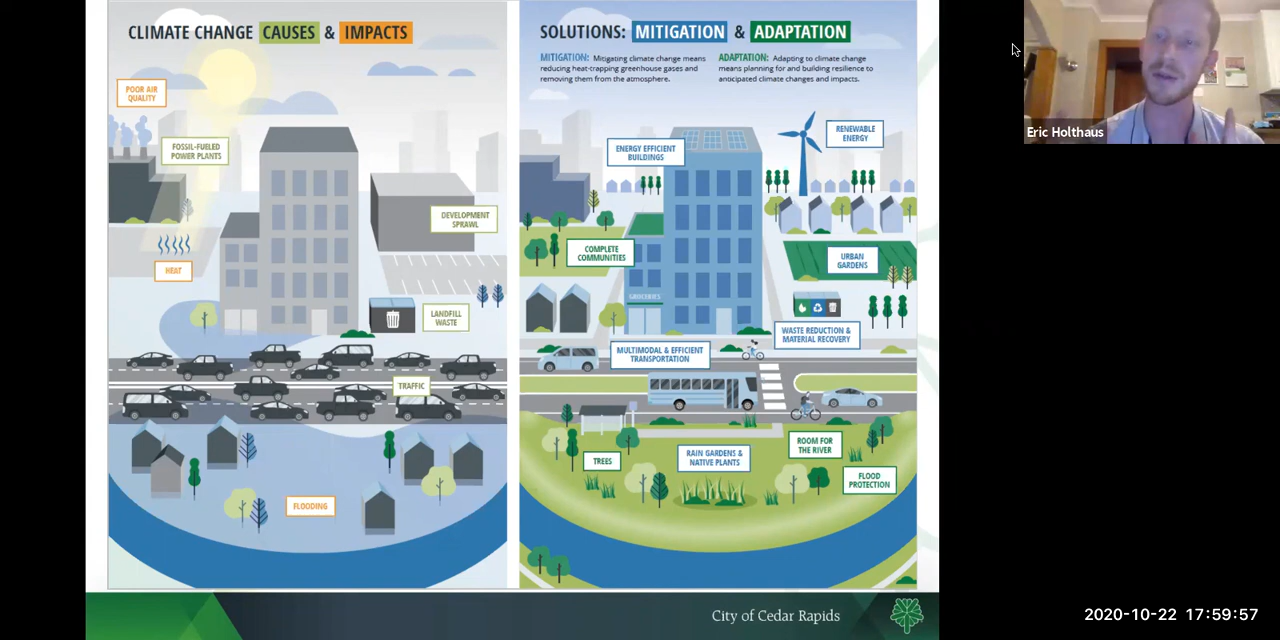 CLIMATE CHANGE CAUSES & IMPACTS
POOR AIR
QUALITY
FOSSIL-FUELED
POWER PLANTS
DEVELOPMENT
SPRAWL
HEAT
LANDFILL
WASTE
TRAFFIC
FLOODING
SOLUTIONS: MITIGATION & ADAPTATION
MITIGATION: Mitigating climate change means
reducing heat-trapping greenhouse gases and
removing them from the atmosphere.
ADAPTATION: Adapting to climate change
means planning for and building resilience to
anticipated climate changes and impacts.
RENEWABLE
ENERGY
ENERGY EFFICIENT
BUILDINGS
COMPLETE
COMMUNITIES
URBAN
GARDENS
GROCERIES
WASTE REDUCTION &
MATERIAL RECOVERY
MULTIMODAL & EFFICIENT
TRANSPORTATION
ROOM FOR
THE RIVER
TREES
RAIN GARDENS &
NATIVE PLANTS
FLOOD
PROTECTION
City of Cedar Rapids
Eric Holthaus
2020-10-22 17:59:57